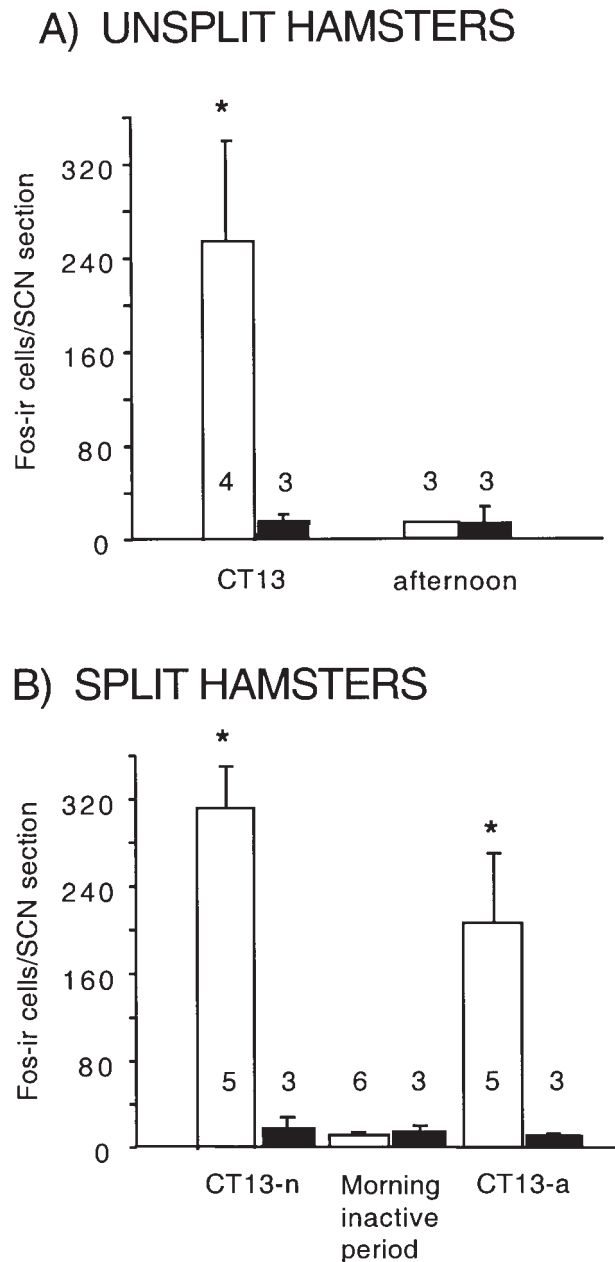 A) UNSPLIT HAMSTERS
*
Fos-ir cells/SCN section
320
240
160
80
0
4
3
3
3
CT13
afternoon
B) SPLIT HAMSTERS
*
*
Fos-ir cells/SCN section
320
240
160
80
0
5
3
6
3
5
3
CT13-n
Morning
inactive
period
CT13-a